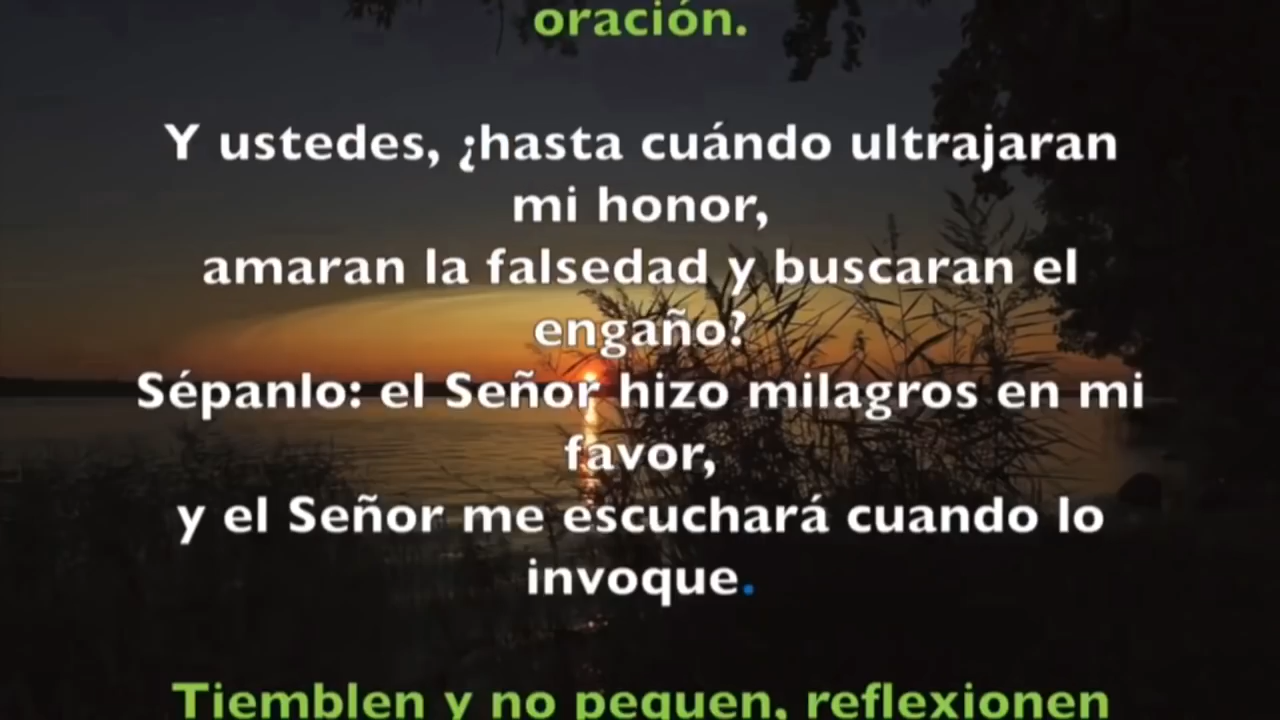 oración.
Y ustedes, ¿hasta cuándo ultrajaran
mi honor,
amaran la falsedad y buscaran el
engaño?
Sépanlo: el Señor hizo milagros en mi
favor,
y el Señor me escuchará cuando lo
invoque.
Tiemblen y no pequen, reflexionen